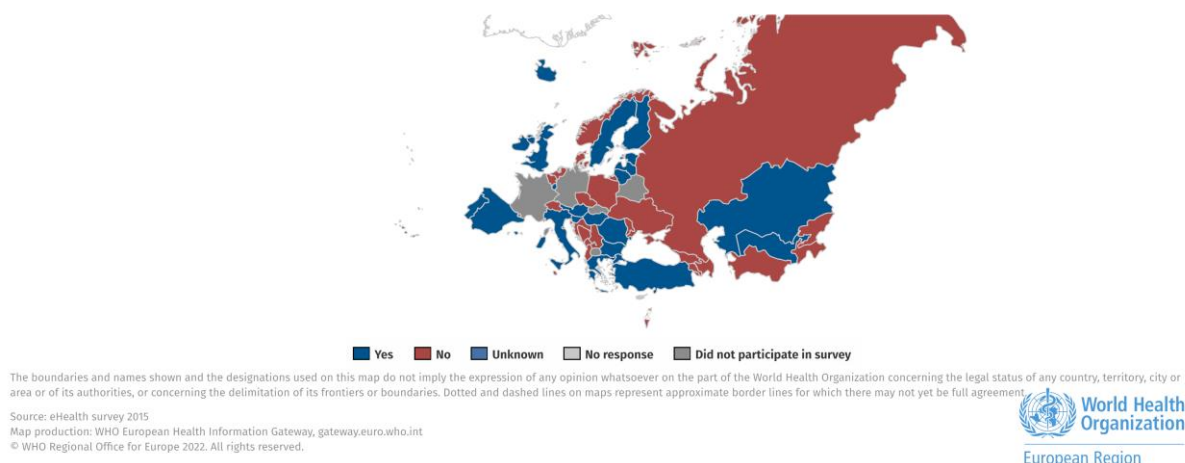 Yes No Unknown No response Did not participate in survey
The boundaries and names shown and the designations used on this map do not imply the expression of any opinion whatsoever on the part of the World Health Organization concerning the legal status of any country, territory, city or
area or of its authorities, or concerning the delimitation of its frontiers or boundaries. Dotted and dashed lines on maps represent approximate border lines for which there may not yet be full agreement
Source: eHealth survey 2015
Map production: WHO European Health Information Gateway, gateway.euro.who.int
© WHO Regional Office for Europe 2022. All rights reserved.
World Health
Organization
European Region